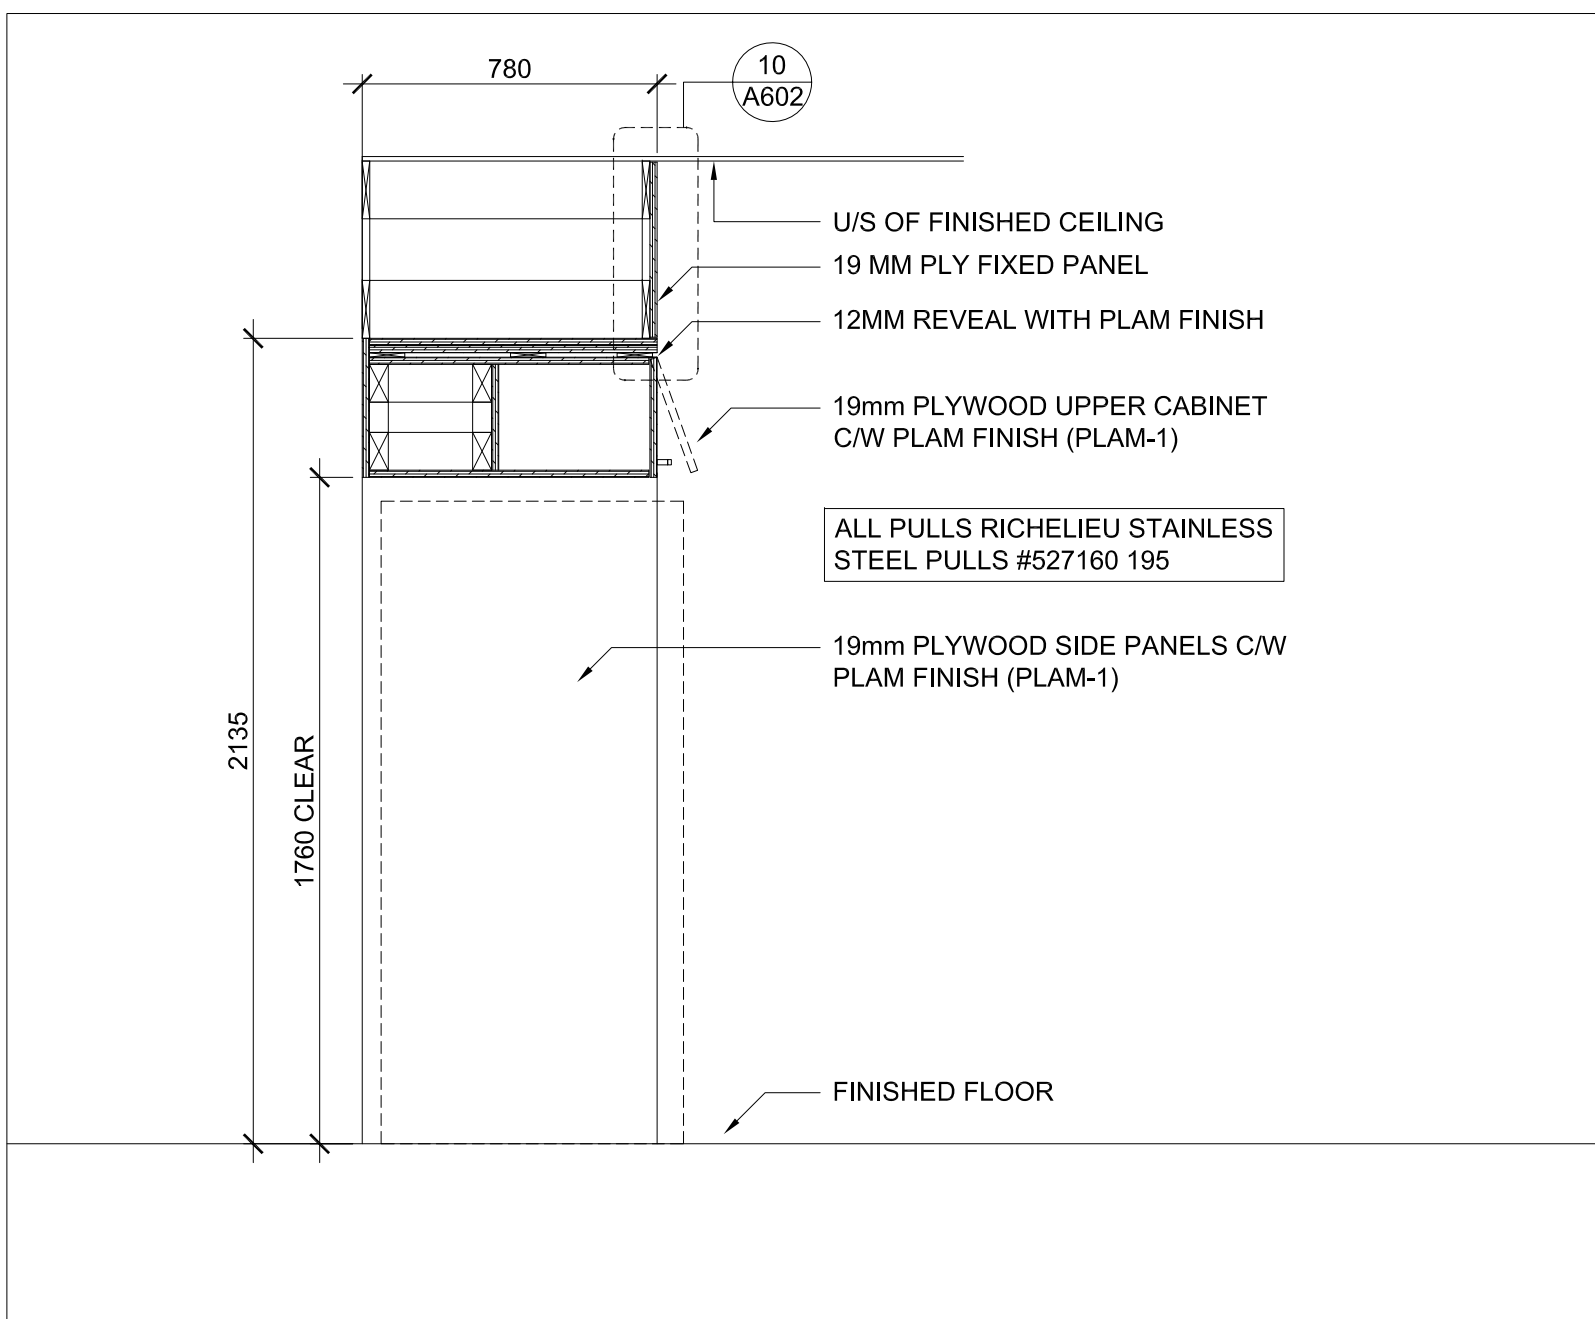 780
10
A602
U/S OF FINISHED CEILING
19 MM PLY FIXED PANEL
12MM REVEAL WITH PLAM FINISH
19mm PLYWOOD UPPER CABINET
C/W PLAM FINISH (PLAM-1)
ALL PULLS RICHELIEU STAINLESS
STEEL PULLS #527160 195
19mm PLYWOOD SIDE PANELS C/W
PLAM FINISH (PLAM-1)
2135
1760 CLEAR
FINISHED FLOOR